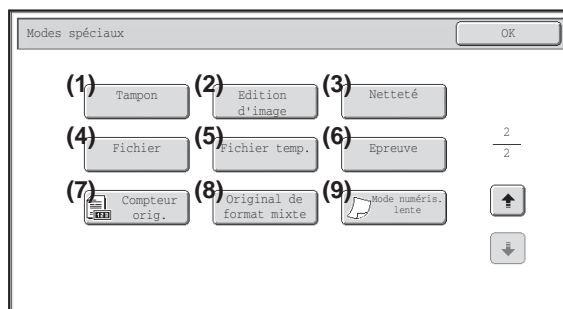 Modes spéciaux
OK
(1)
Tampon
(2)
Edition
d'image
(3)
Netteté
(4)
Fichier
(5)
Fichier temp.
(6)
Epreuve
2
2
(7)
123
Compteur
orig.
(8)
Original de
format mixte
(9)
Mode numéris.
lente